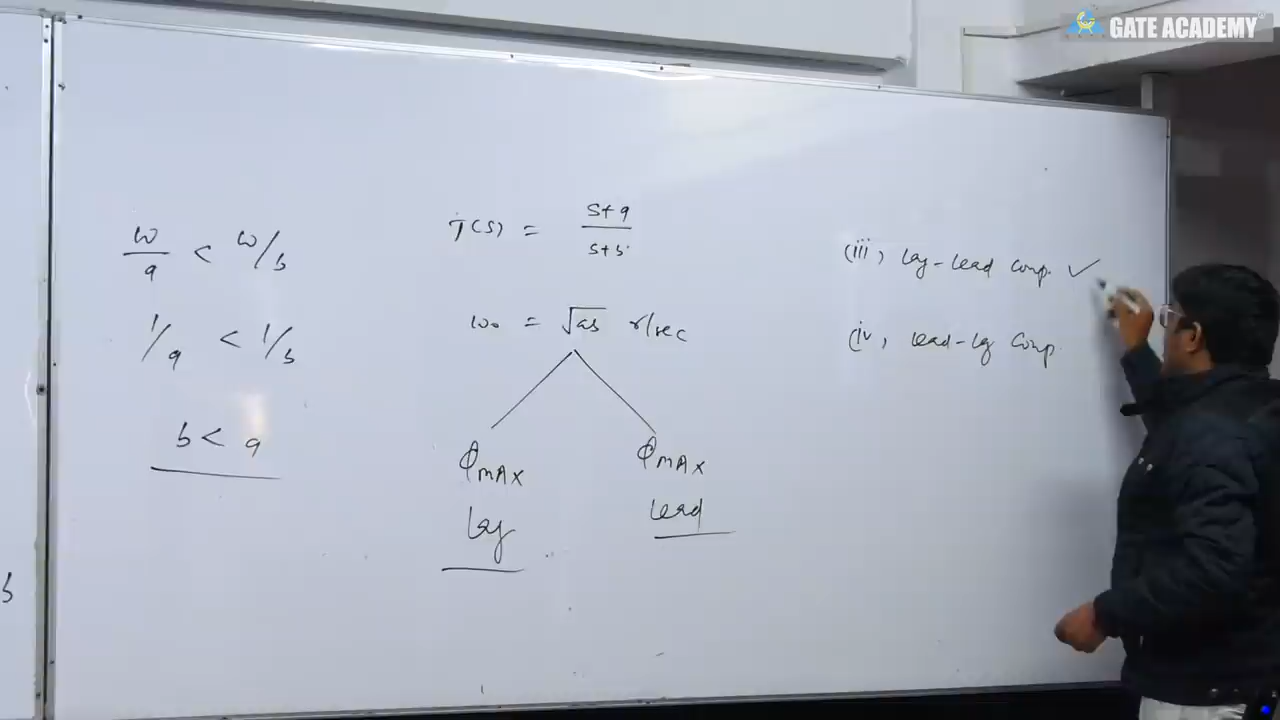 GATE ACADEMY
ω/a < ω/b
1/a < 1/b
b < a
T(s) = (s+a)/(s+b)
ω₀ = √ab r/sec
ϕMAX lag
ϕMAX lead
(iii) Lag-lead comp. ✓
(iv) lead-lag comp.
b